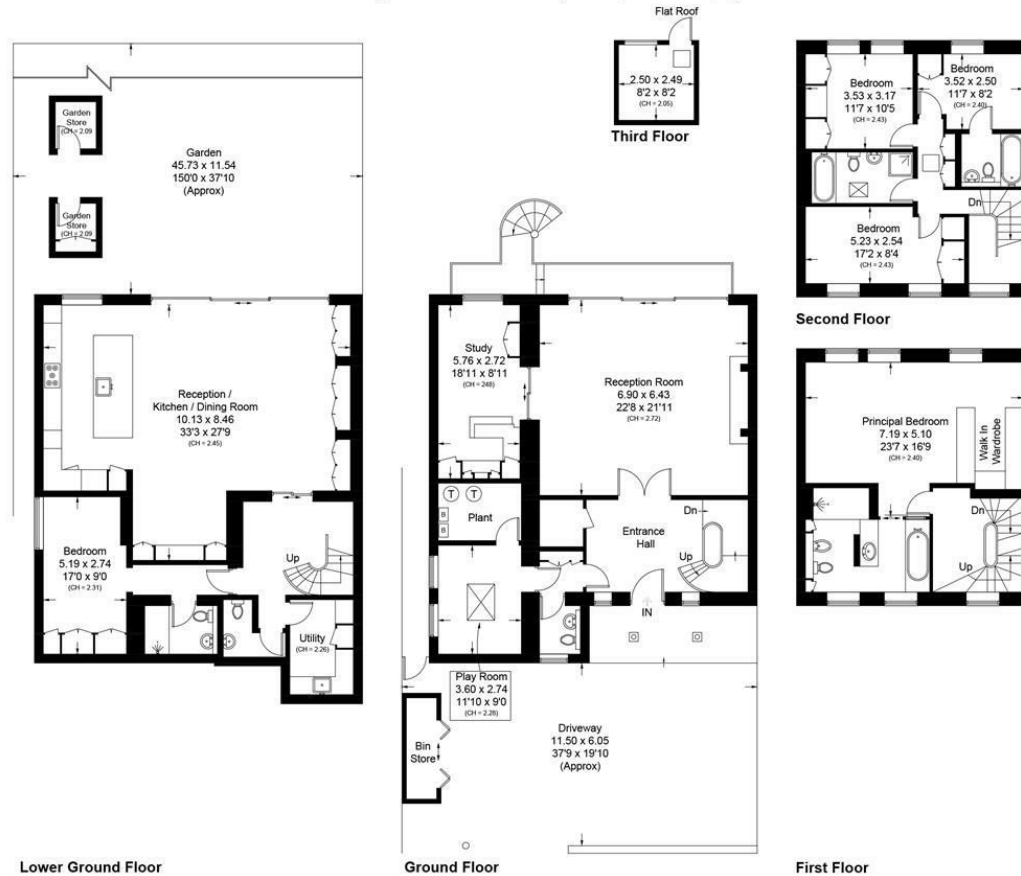 Flat Roof
2.50 x 2.49
8'2 x 8'2
(CH = 2.05)
Third Floor
Garden
Store
(CH = 2.09
Garden
45.73 x 11.54
150'0 x 37'10
(Approx)
Garden
Store
(CH = 2.09
Reception /
Kitchen / Dining Room
10.13 x 8.46
33'3 x 27'9
(CH = 2.45)
Bedroom
5.19 x 2.74
17'0 x 9'0
(CH = 2.31)
Up
Utility
(CH = 2.26)
Lower Ground Floor
Study
5.76 x 2.72
18'11 x 8'11
(CH = 248)
Reception Room
6.90 x 6.43
22'8 x 21'11
(CH = 2.72)
T
T
B
B
Plant
Entrance
Hall
Dn
Up
IN
Play Room
3.60 x 2.74
11'10 x 9'0
(CH = 2.28)
Bin
Store
Driveway
11.50 x 6.05
37'9 x 19'10
(Approx)
Ground Floor
Bedroom
3.53 x 3.17
11'7 x 10'5
(CH = 2.43)
Bedroom
3.52 x 2.50
11'7 x 8'2
(CH = 2.40)
Dn
Bedroom
5.23 x 2.54
17'2 x 8'4
(CH = 2.43)
Second Floor
Principal Bedroom
7.19 x 5.10
23'7 x 16'9
(CH = 2.40)
Walk In
Wardrobe
Dn
Up
First Floor